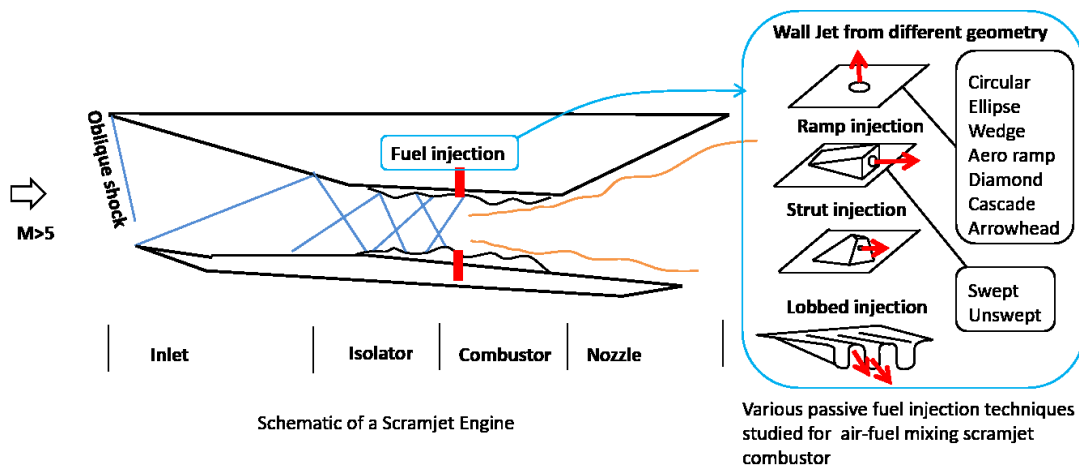 Oblique shock
M>5
Fuel injection
Inlet
Isolator
Combustor
Nozzle
Schematic of a Scramjet Engine
Wall Jet from different geometry
Ramp injection
Strut injection
Lobbed injection
Circular
Ellipse
Wedge
Aero ramp
Diamond
Cascade
Arrowhead
Swept
Unswept
Various passive fuel injection techniques
studied for air-fuel mixing scramjet
combustor